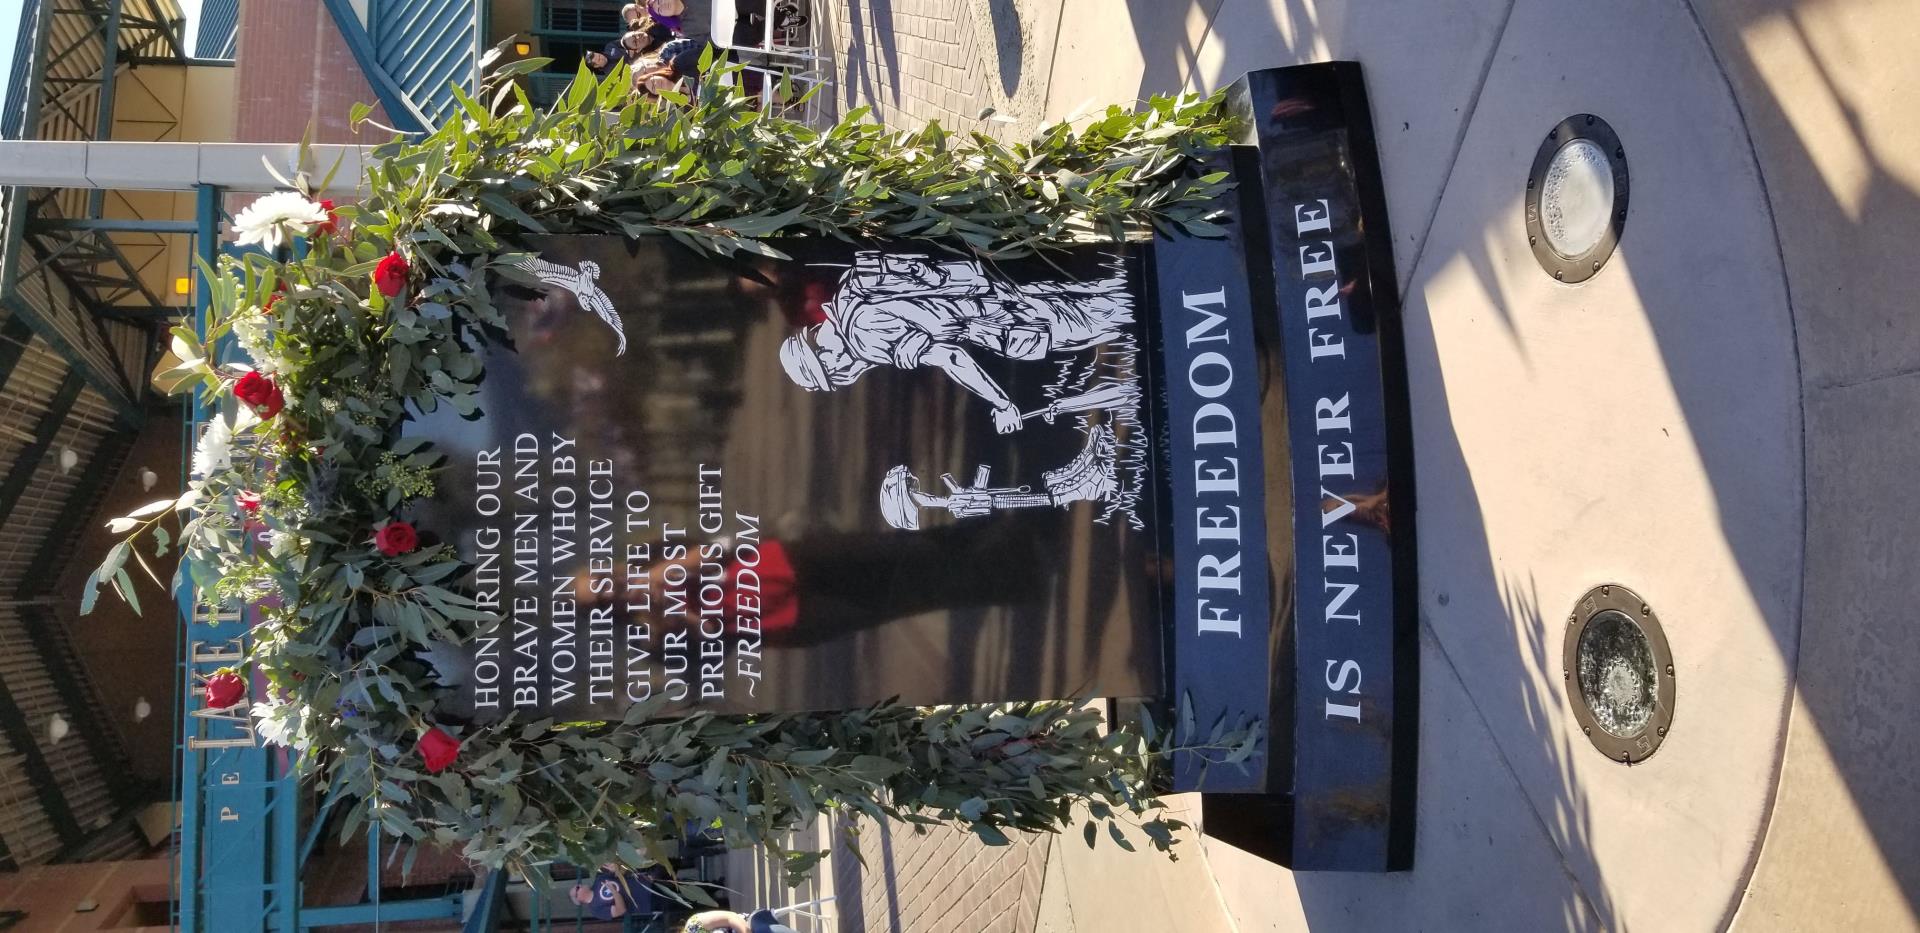 HONORING OUR
BRAVE MEN AND
WOMEN WHO BY
THEIR SERVICE
GIVE LIFE TO
OUR MOST
PRECIOUS GIFT
~FREEDOM
FREEDOM
IS NEVER FREE